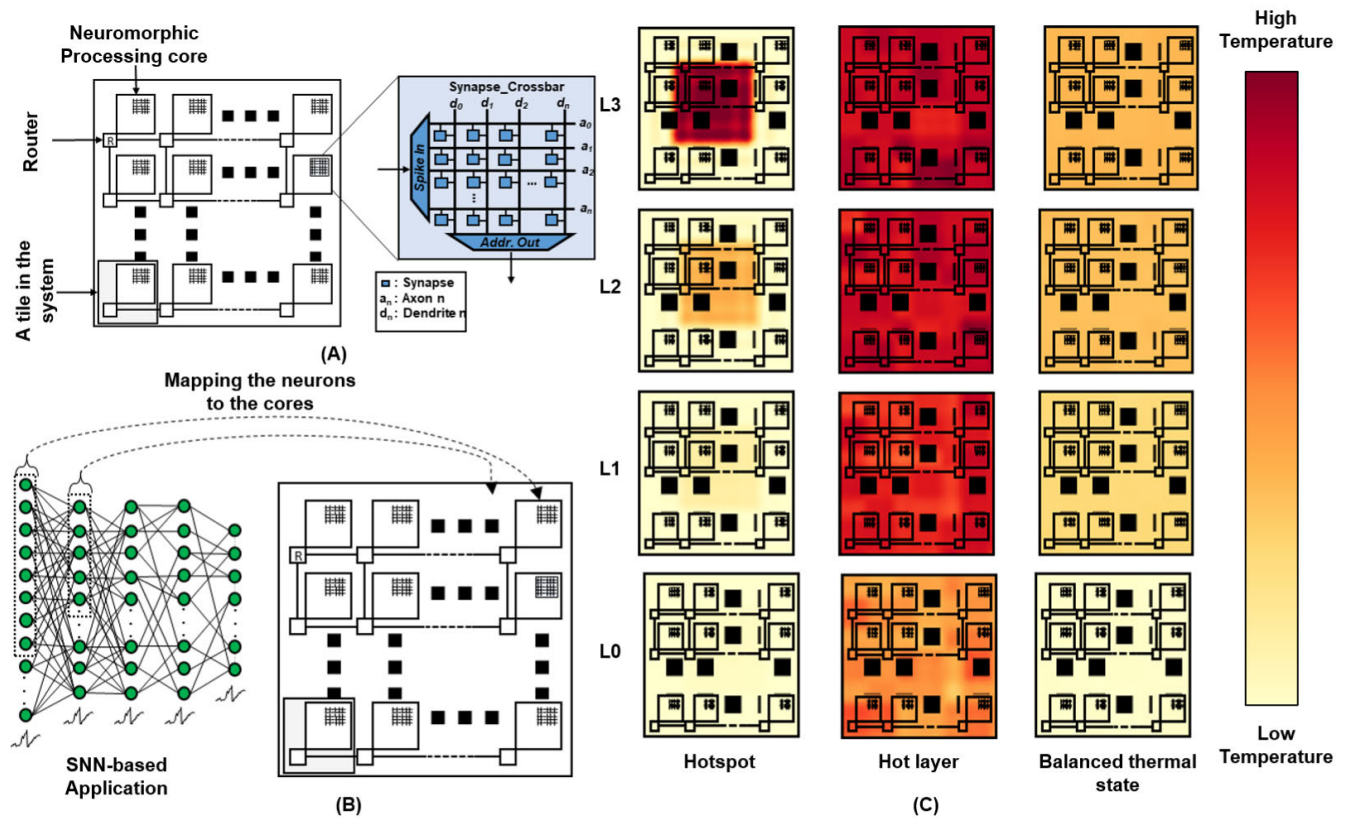 Neuromorphic
Processing core
Router
A tile in the
system
R
Synapse_Crossbar
d0 d1 d2 dn
a0
a1
a2
an
Spike In
...
...
Addr. Out
: Synapse
an : Axon n
dn : Dendrite n
(A)
Mapping the neurons
to the cores
R
SNN-based
Application
(B)
L3
L2
L1
L0
Hotspot
Hot layer
Balanced thermal
state
(C)
High
Temperature
Low
Temperature